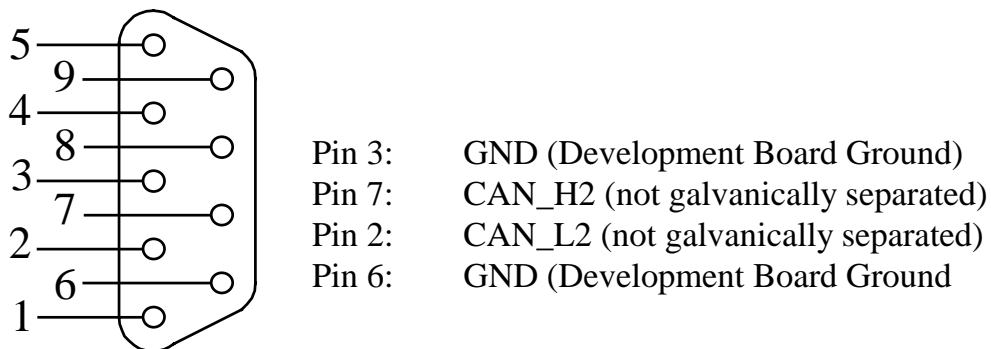 5
9
4
8
3
7
2
6
1
Pin 3: GND (Development Board Ground)
Pin 7: CAN_H2 (not galvanically separated)
Pin 2: CAN_L2 (not galvanically separated)
Pin 6: GND (Development Board Ground